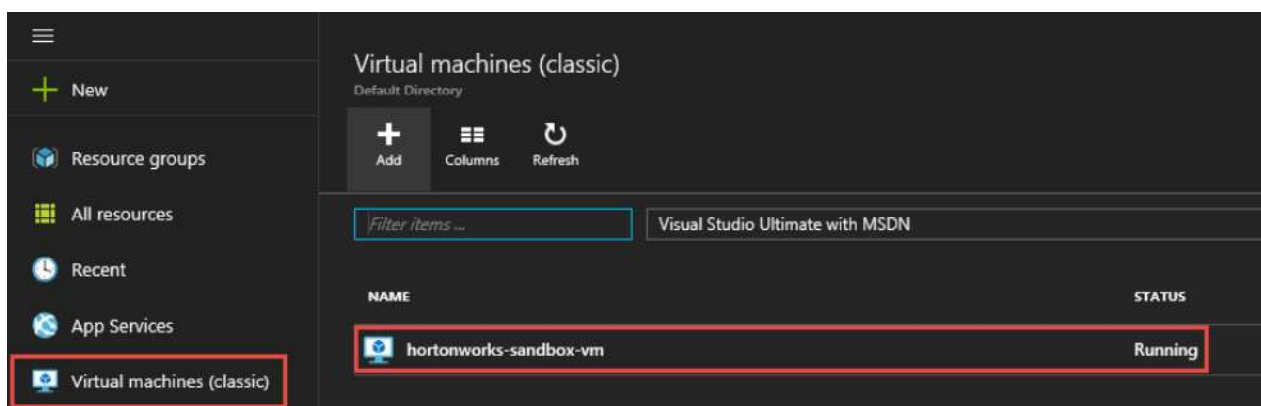 New
Resource groups
All resources
Recent
App Services
Virtual machines (classic)
Virtual machines (classic)
Default Directory
Add Columns Refresh
Filter items ... Visual Studio Ultimate with MSDN
NAME STATUS
hortonworks-sandbox-vm Running